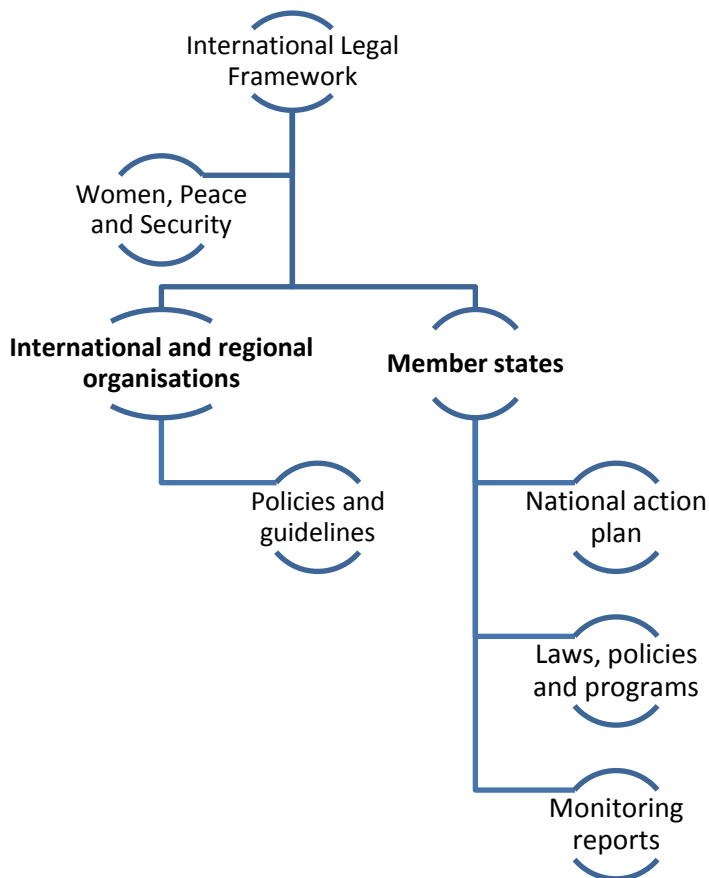 International Legal
Framework
Women, Peace
and Security
International and regional
organisations
Member states
Policies and
guidelines
National action
plan
Laws, policies
and programs
Monitoring
reports